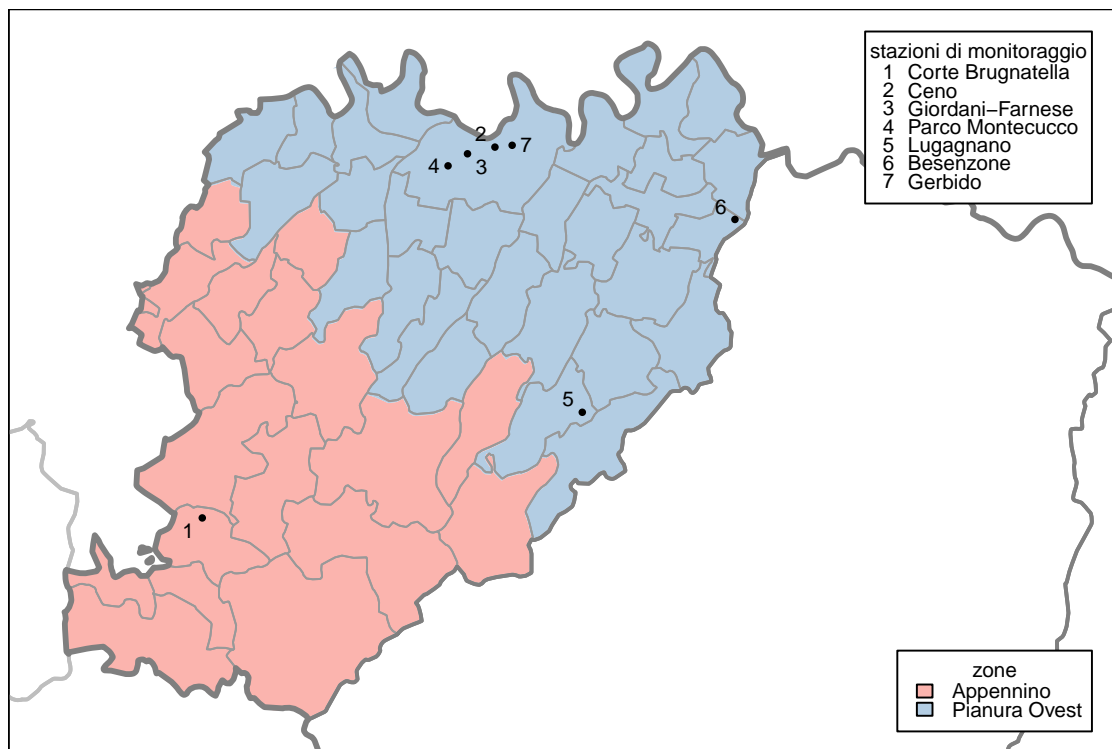 stazioni di monitoraggio
1 Corte Brugnatella
2 Ceno
3 Giordani−Farnese
4 Parco Montecucco
5 Lugagnano
6 Besenzone
7 Gerbido
2
7
4
3
6
5
1
zone
Appennino
Pianura Ovest